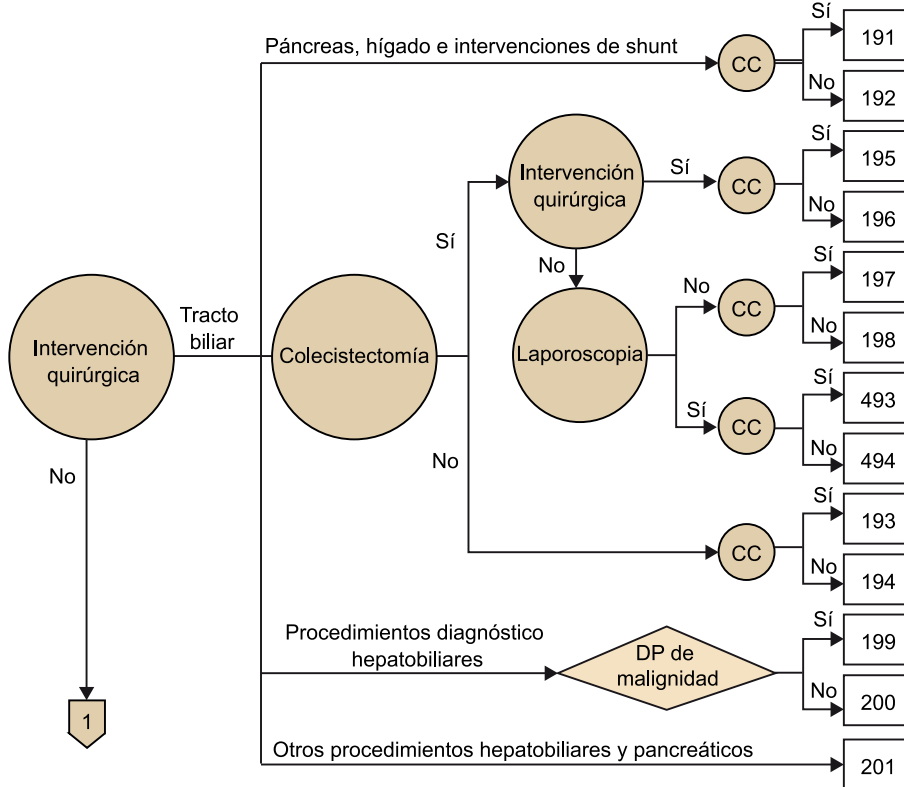 Páncreas, hígado e intervenciones de shunt
CC
Sí
191
No
192
Intervención
quirúrgica
Sí
CC
Sí
195
No
196
Sí
No
No
CC
Sí
197
No
198
Intervención
quirúrgica
Tracto
biliar
Colecistectomía
Laporoscopia
Sí
CC
Sí
493
No
494
No
No
CC
Sí
193
No
194
Procedimientos diagnóstico
hepatobiliares
DP de
malignidad
Sí
199
No
200
1
Otros procedimientos hepatobiliares y pancreáticos
201